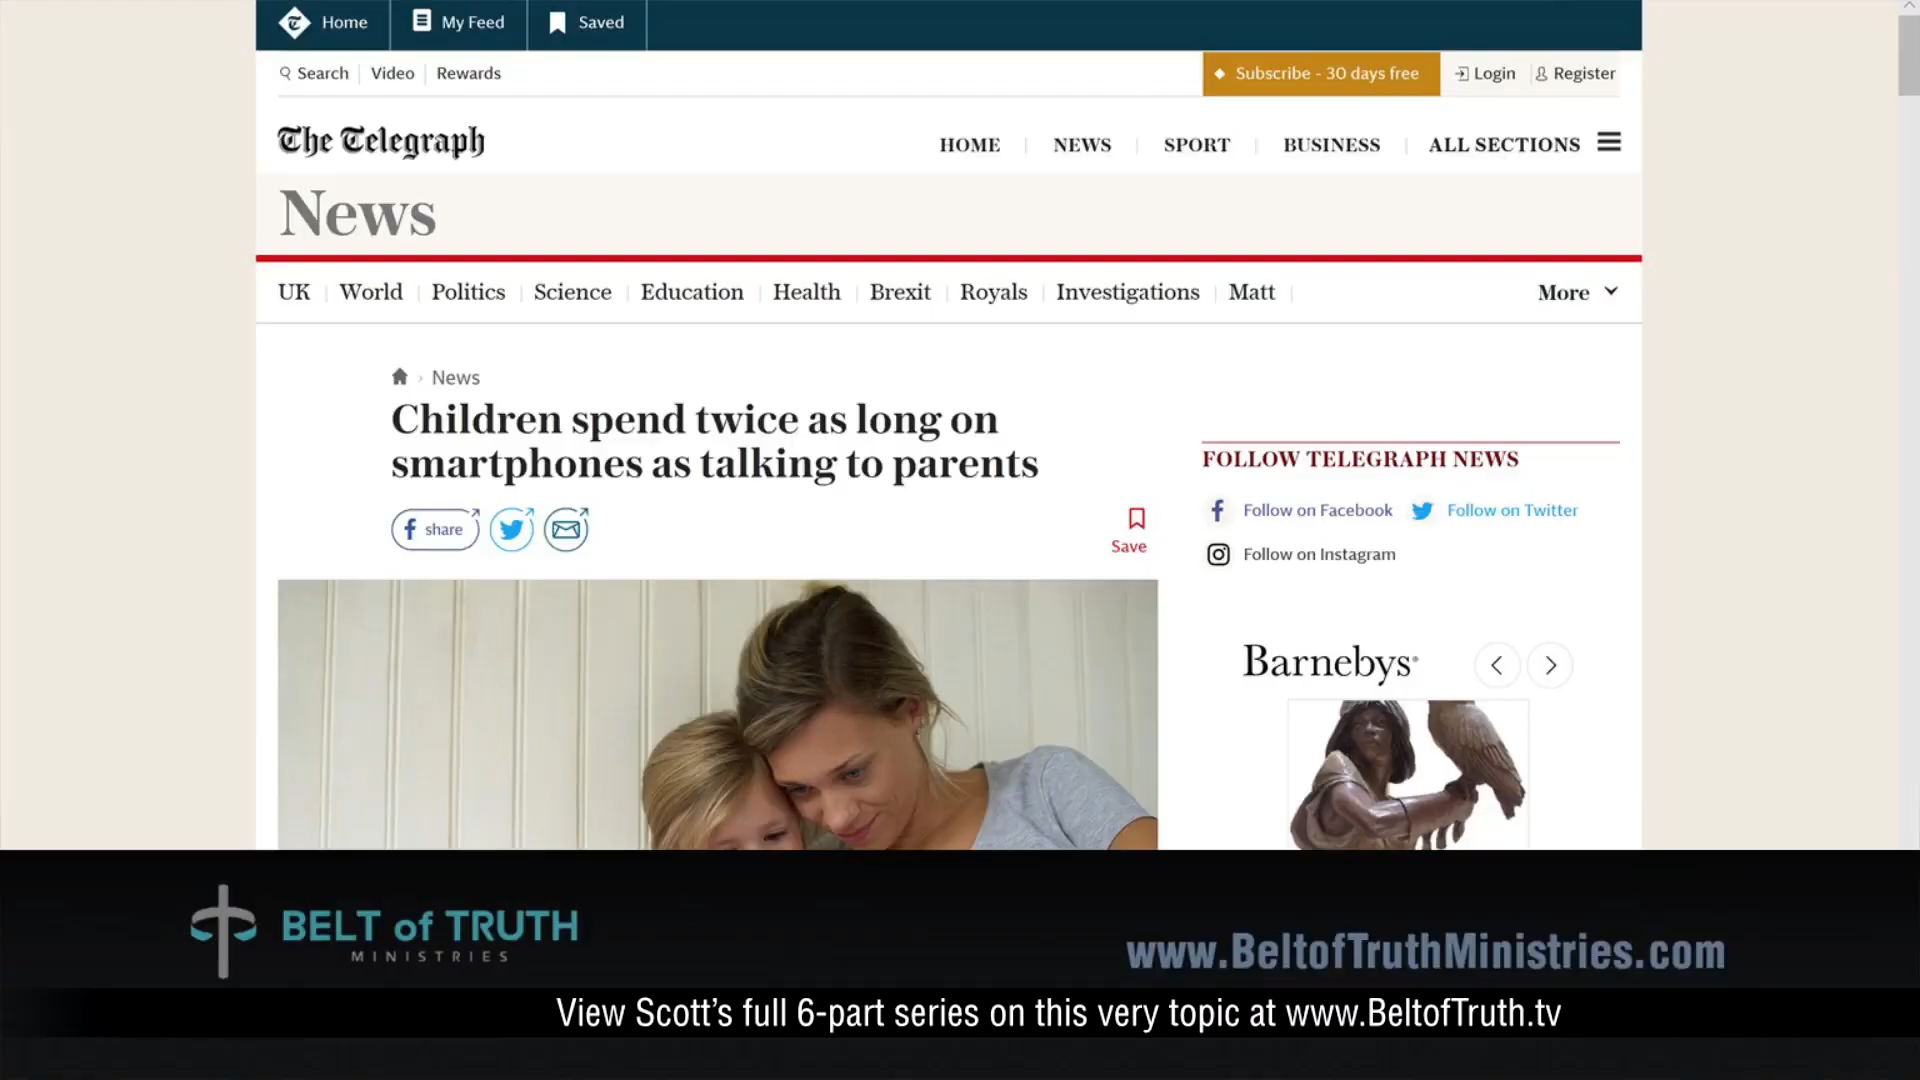 Home My Feed Saved
Search Video Rewards Subscribe - 30 days free Login Register
The Telegraph HOME NEWS SPORT BUSINESS ALL SECTIONS
News
UK World Politics Science Education Health Brexit Royals Investigations Matt More
News
Children spend twice as long on
smartphones as talking to parents
share
Save
FOLLOW TELEGRAPH NEWS
Follow on Facebook Follow on Twitter
Follow on Instagram
Barnebys
BELT of TRUTH
MINISTRIES
www.BeltofTruthMinistries.com
View Scott's full 6-part series on this very topic at www.BeltofTruth.tv